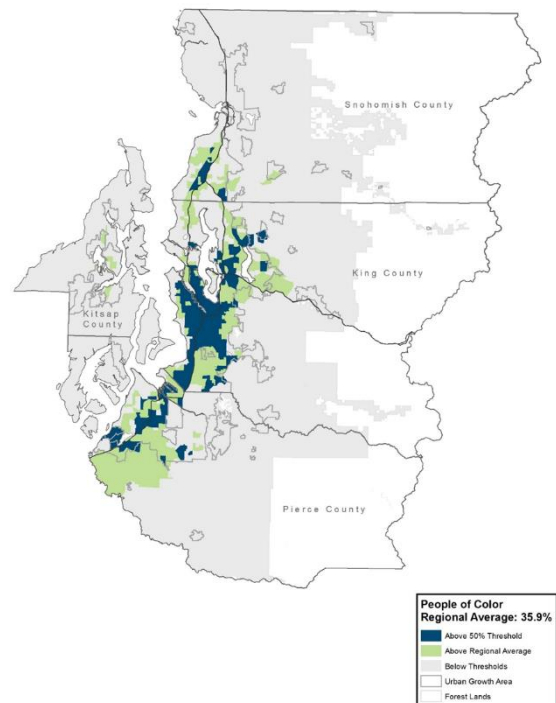 Snohomish County
King County
Kitsap
County
Pierce County
People of Color
Regional Average: 35.9%
Above 50% Threshold
Above Regional Average
Below Thresholds
Urban Growth Area
Forest Lands